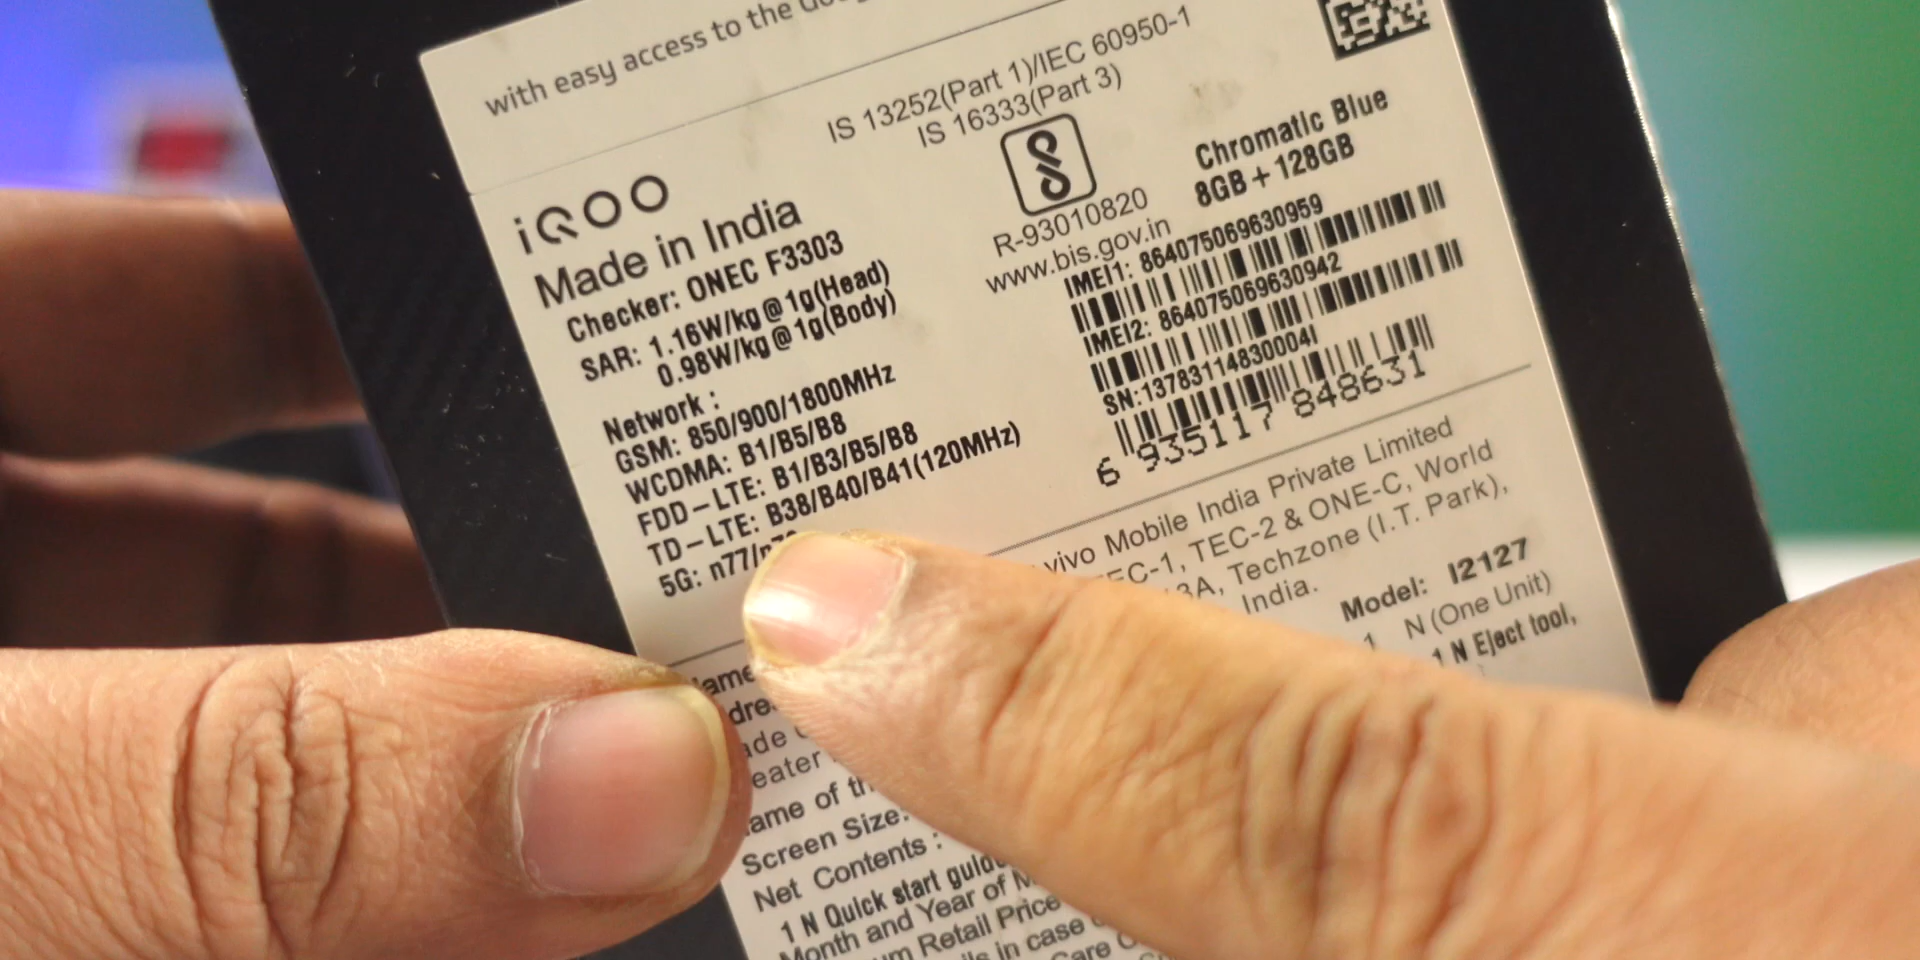 with easy access to the
IS 13252(Part 1)/IEC 60950-1
IS 16333(Part 3)
iQOO
Made in India
Checker: ONEC F3303
SAR: 1.16W/kg@1g(Head)
0.98W/kg@1g(Body)
Network :
GSM: 850/900/1800MHz
WCDMA: B1/B5/B8
FDD-LTE: B1/B3/B5/B8
TD-LTE: B38/B40/B41(120MHz)
5G: n77/
R-93010820
www.bis.gov.in
Chromatic Blue
8GB + 128GB
IMEI1: 864075069630959
IMEI2: 864075069630942
SN:13783114830004I
6 935117 848631
vivo Mobile India Private Limited
TEC-2 & ONE-C, World
Techzone (I.T. Park),
India.
Model: I2127
1 N (One Unit)
1 N Eject tool,
of
Screen Size:
Net Contents :
1 N Quick start
Month and Year of
Retail Price
in case
Care